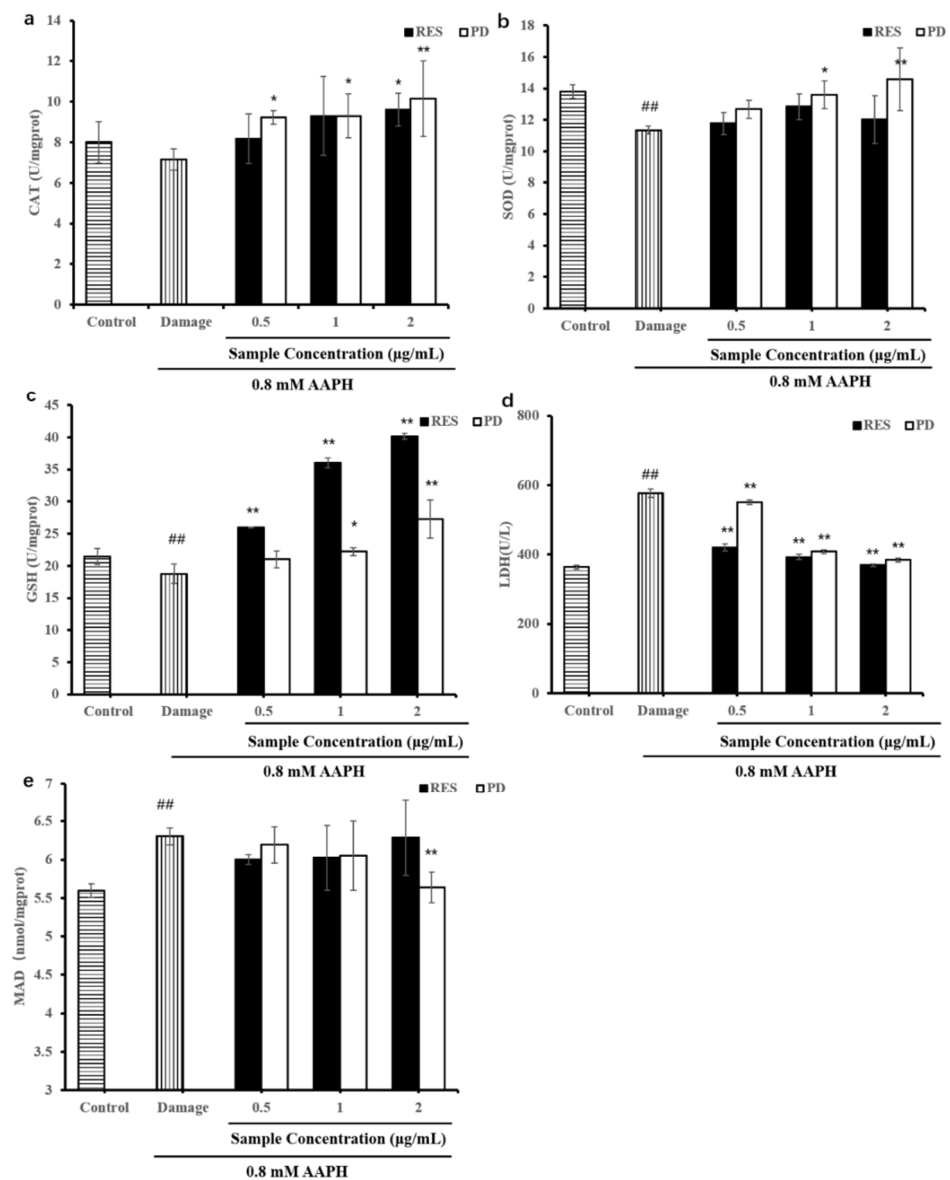 a
CAT (U/mgprot)
14
12
10
8
6
4
2
0
RES PD
* * * **
Control Damage 0.5 1 2
Sample Concentration (μg/mL)
0.8 mM AAPH
b
SOD (U/mgprot)
18
16
14
12
10
8
6
4
2
0
RES PD
## * **
Control Damage 0.5 1 2
Sample Concentration (μg/mL)
0.8 mM AAPH
c
GSH (U/mgprot)
45
40
35
30
25
20
15
10
5
0
RES PD
## ** ** * ** **
Control Damage 0.5 1 2
Sample Concentration (μg/mL)
0.8 mM AAPH
d
LDH(U/L)
800
600
400
200
0
RES PD
## ** ** ** ** ** **
Control Damage 0.5 1 2
Sample Concentration (μg/mL)
0.8 mM AAPH
e
MAD (nmol/mgprot)
7
6.5
6
5.5
5
4.5
4
3.5
3
RES PD
## **
Control Damage 0.5 1 2
Sample Concentration (μg/mL)
0.8 mM AAPH